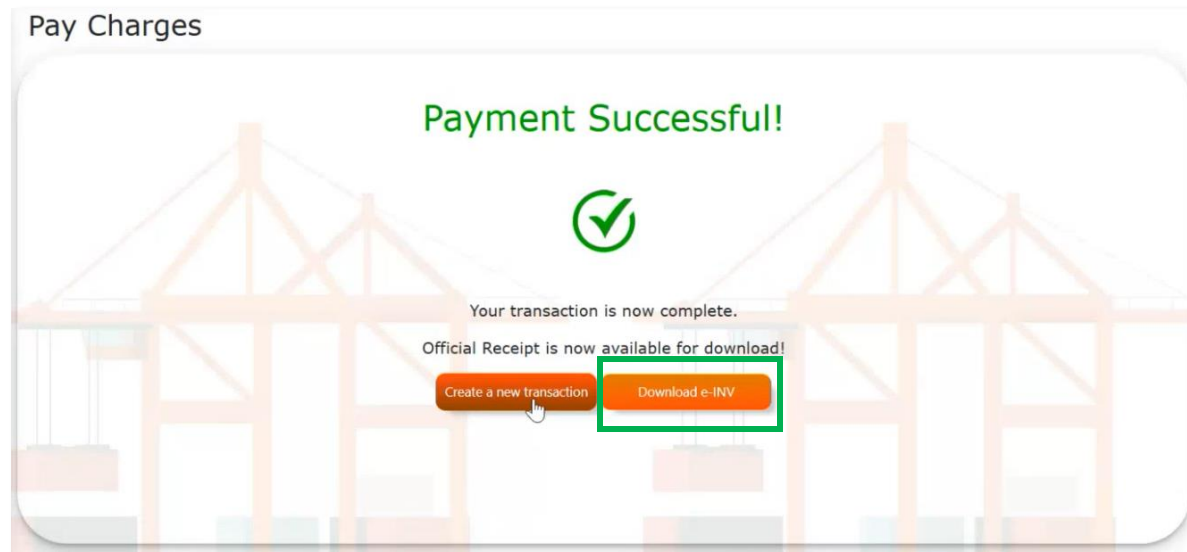 Pay Charges
Payment Successful!
Your transaction is now complete.
Official Receipt is now available for download!
Create a new transaction
Download e-INV